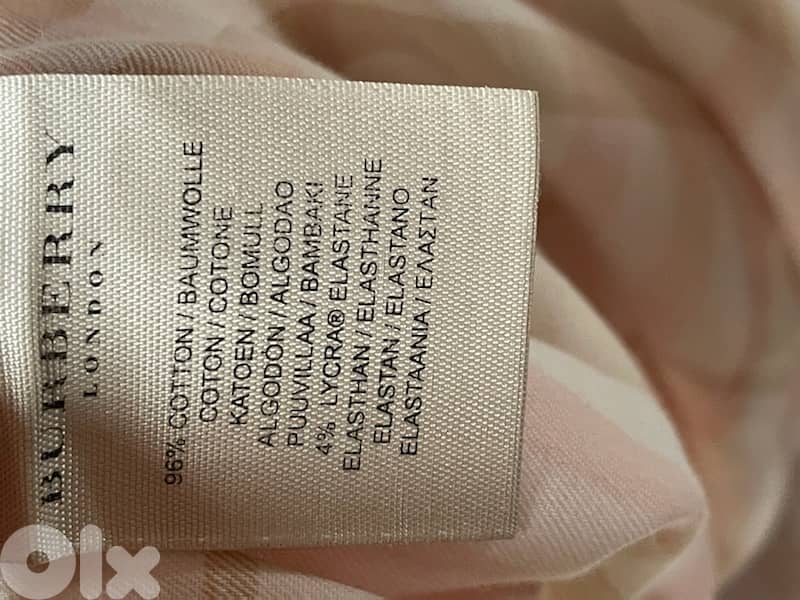 BURBERRY
LONDON
96% COTTON / BAUMWOLLE
COTON / COTONE
KATOEN / BOMULL
ALGODÓN / ALGODAO
PUUVILLAA / BAMBAKI
4% LYCRA® ELASTANE
ELASTHAN / ELASTHANNE
ELASTAN / ELASTANO
ELASTAANIA / ΕΛΑΣΤΑΝ
Olx